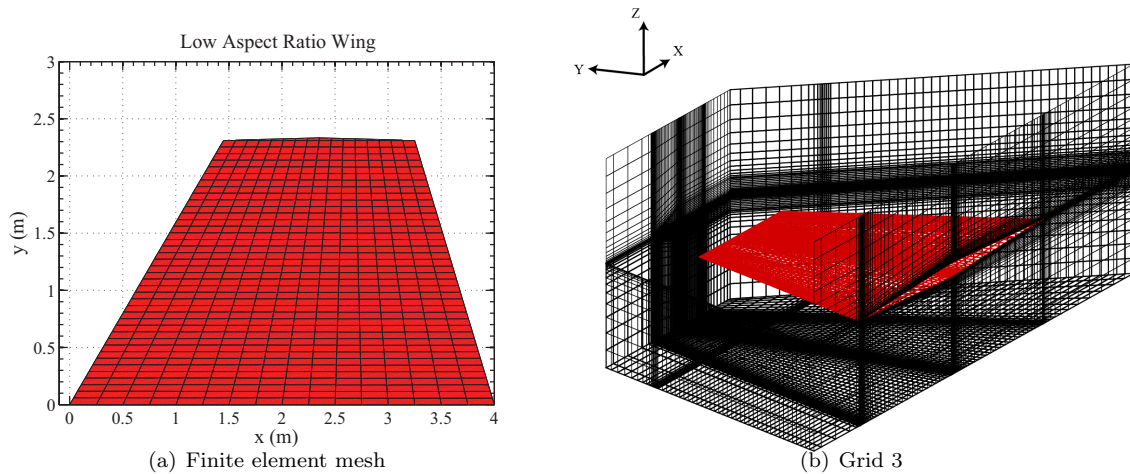 Low Aspect Ratio Wing
3
2.5
2
1.5
1
0.5
0
y (m)
0
0.5
1
1.5
2
2.5
3
3.5
4
x (m)
(a) Finite element mesh
Z
X
Y
(b) Grid 3